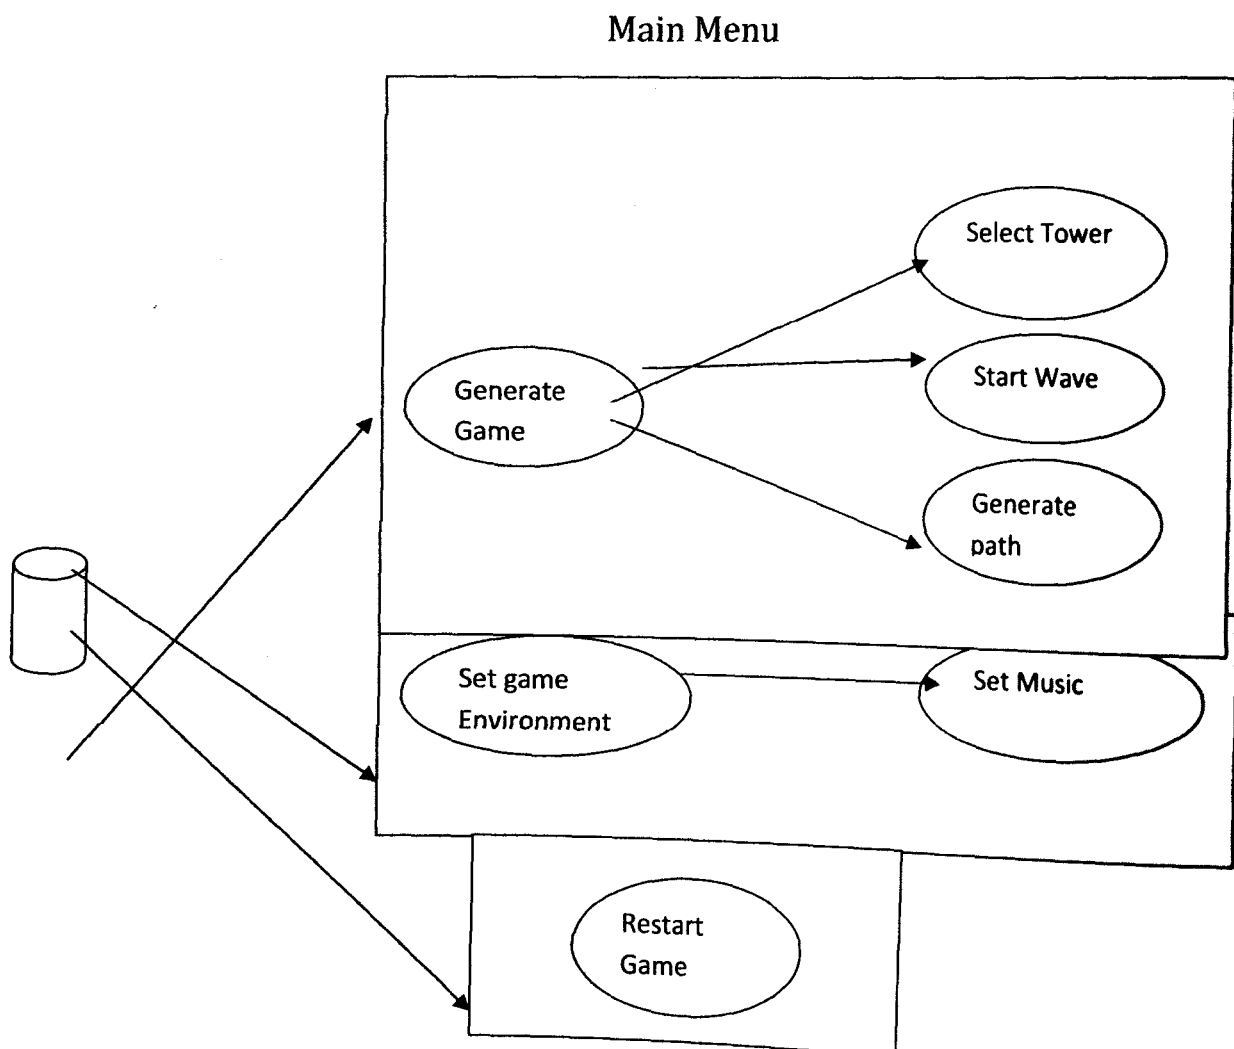 Main Menu
Select Tower
Start Wave
Generate
Game
Generate
path
Set game
Environment
Set Music
Restart
Game